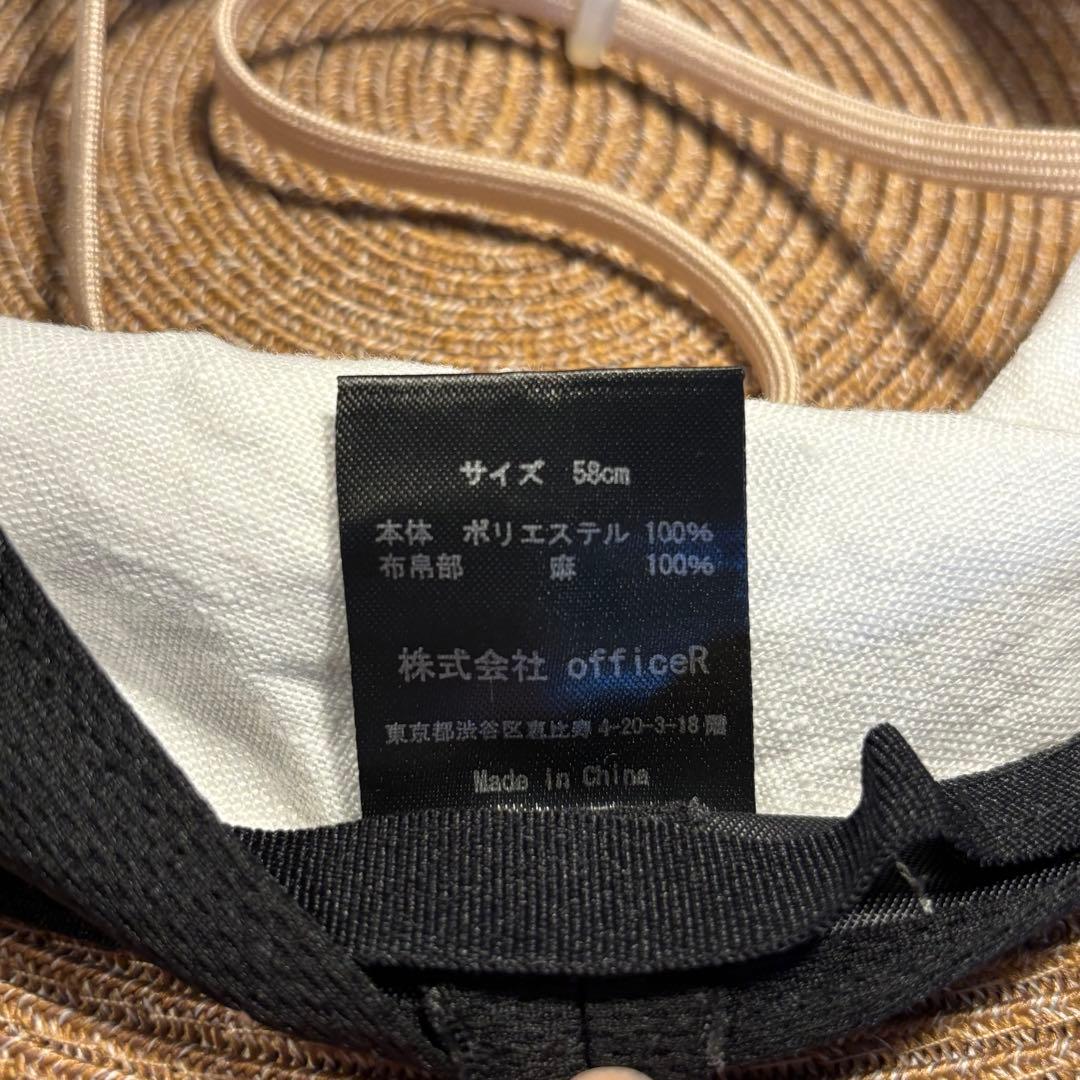 サイズ 58cm
本体 ポリエステル 100%
布帛部 麻 100%
株式会社 officeR
東京都渋谷区恵比寿 4-20-3-18階
Made in China